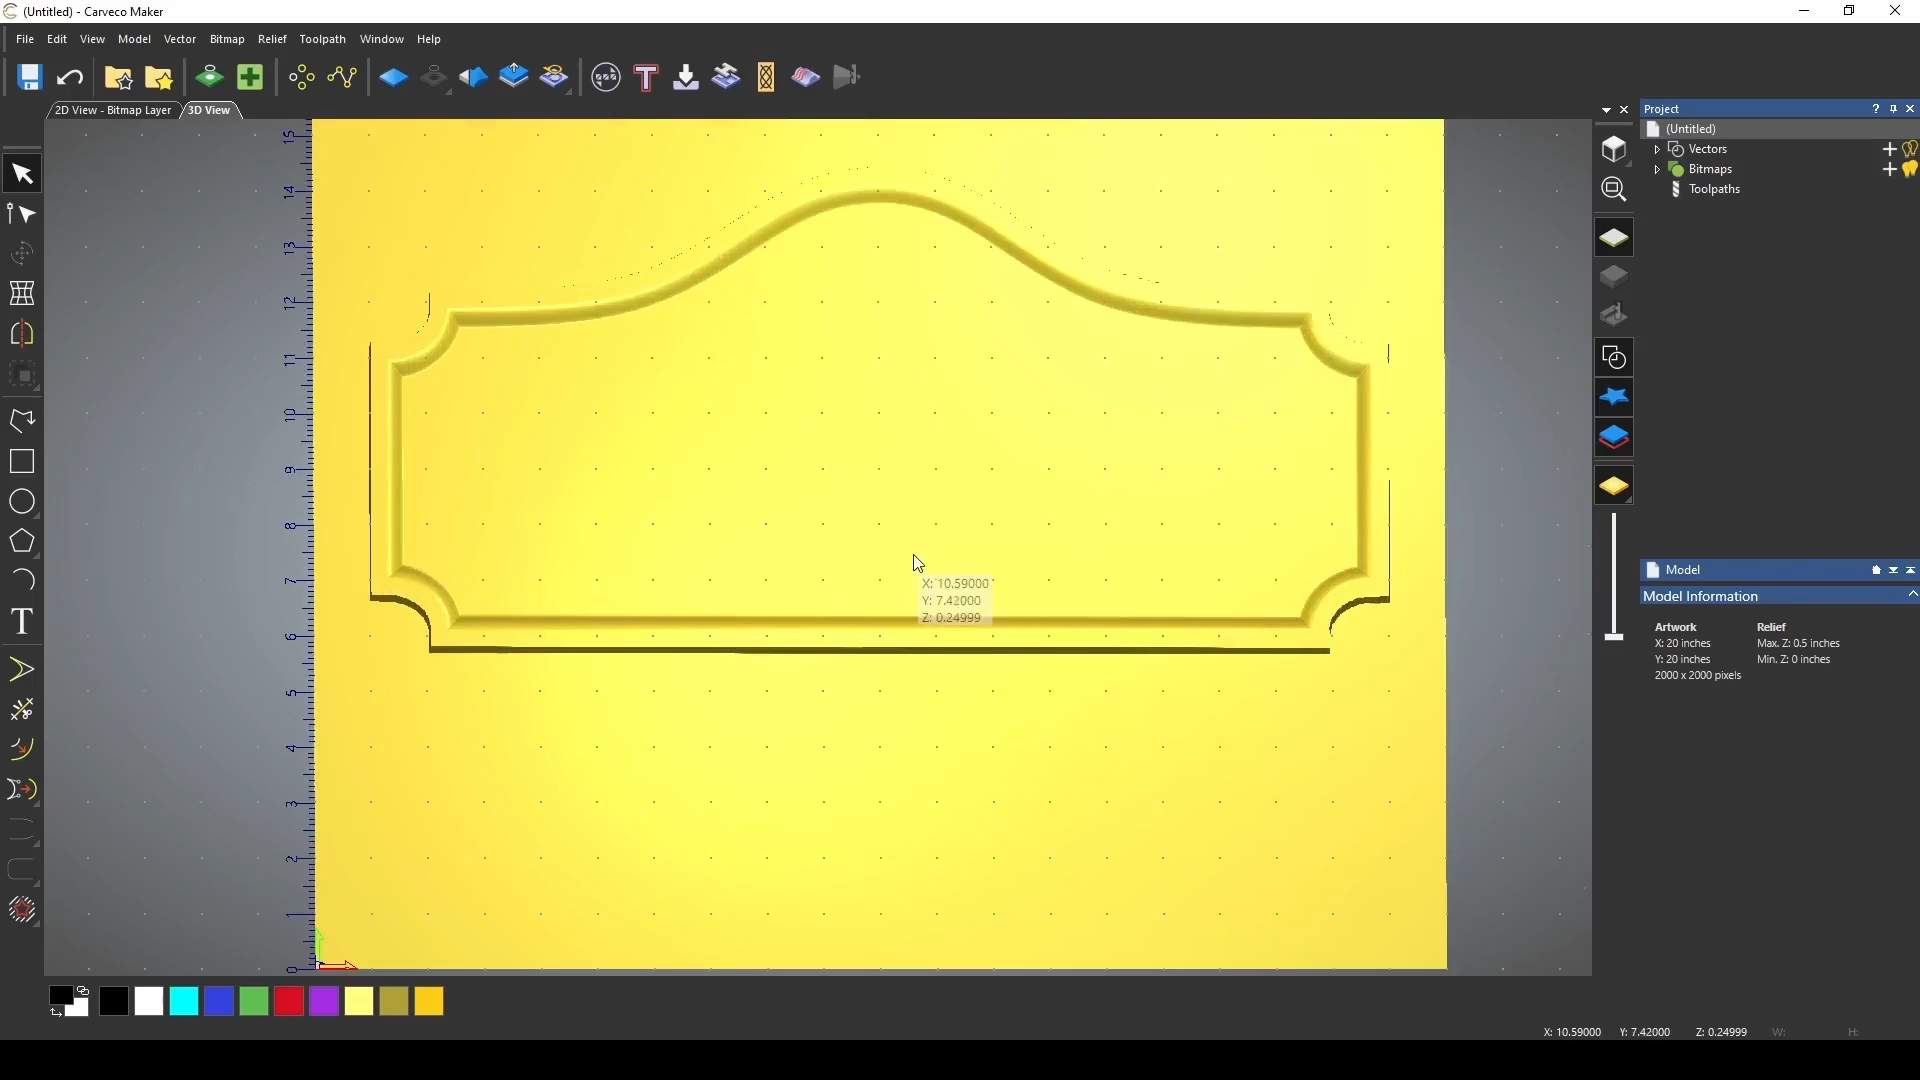 (Untitled) - Carveco Maker
File Edit View Model Vector Bitmap Relief Toolpath Window Help
2D View - Bitmap Layer 3D View
Project
(Untitled)
Vectors
Bitmaps
Toolpaths
15
14
13
12
11
10
9
8
7
6
5
4
3
2
1
0
X: 10.59000
Y: 7.42000
Z: 0.24999
Model
Model Information
Artwork Relief
X: 20 inches Max. Z: 0.5 inches
Y: 20 inches Min. Z: 0 inches
2000 x 2000 pixels
X: 10.59000 Y: 7.42000 Z: 0.24999 W: H: